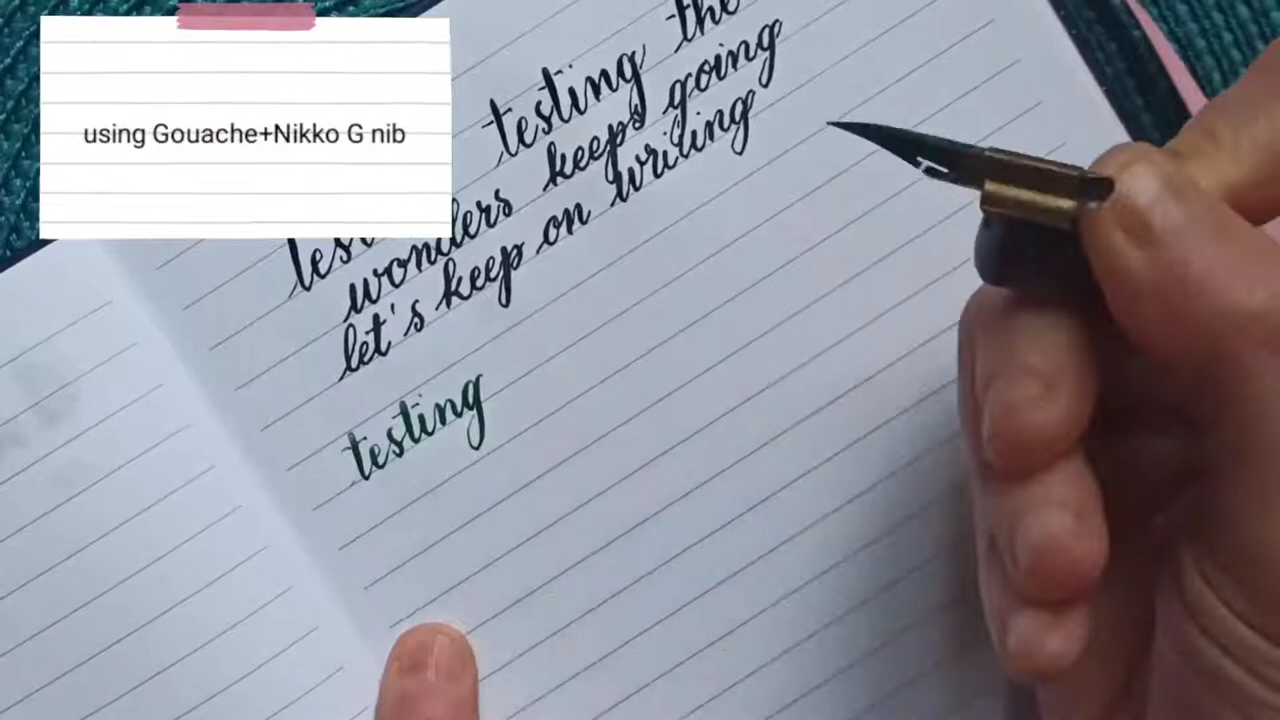 using Gouache+Nikko G nib
testing the
keeps going
wonders
let's keep on writing
testing